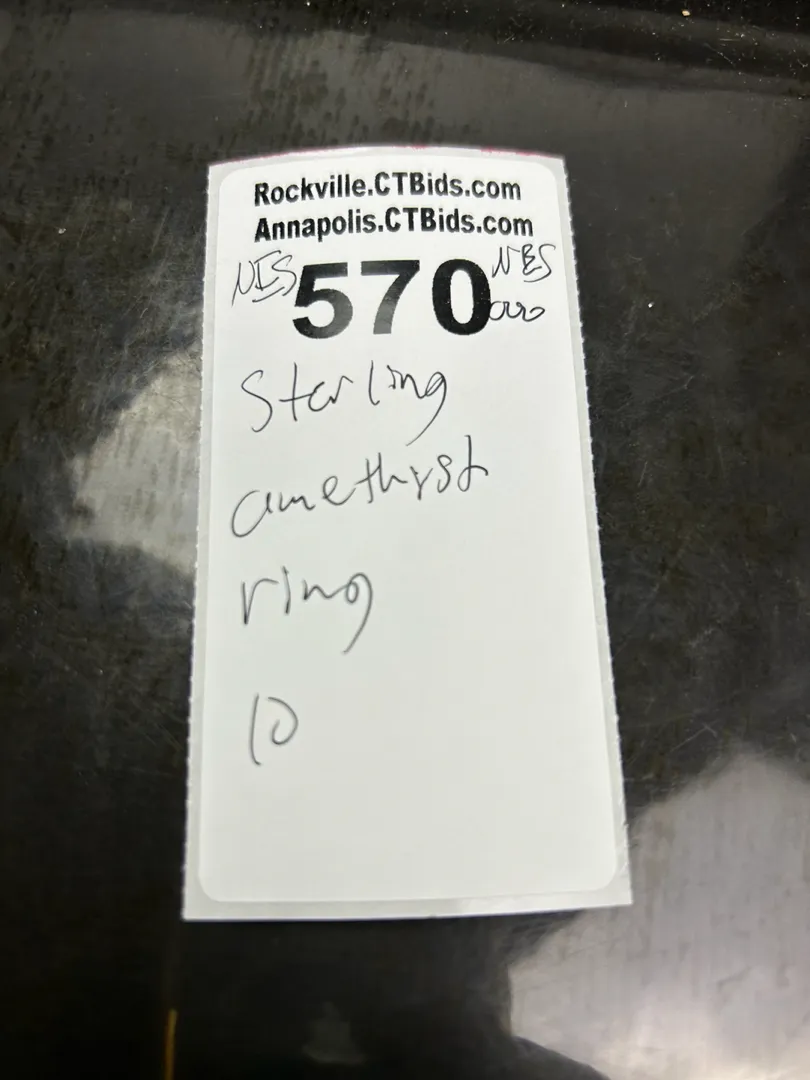 Rockville.CTBids.com
Annapolis.CTBids.com
NES 570 NES
Sterling
amethyst
ring
10